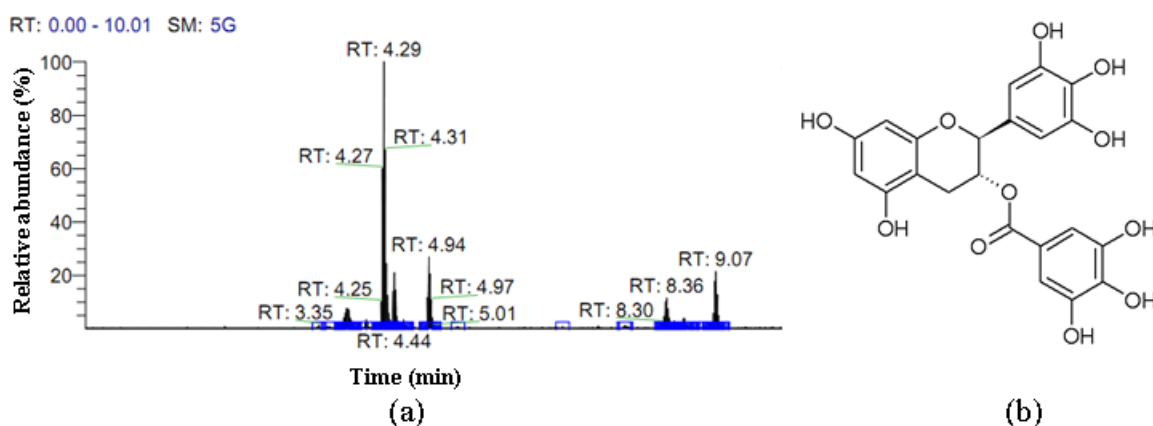 RT: 0.00 - 10.01 SM: 5G
Relative abundance (%)
100
80
60
40
20
RT: 4.29
RT: 4.31
RT: 4.27
RT: 4.94
RT: 9.07
RT: 4.25
RT: 4.97
RT: 8.36
RT: 3.35
RT: 5.01
RT: 8.30
RT: 4.44
Time (min)
(a)
OH
OH
OH
HO
O
OH
O
O
OH
OH
OH
(b)